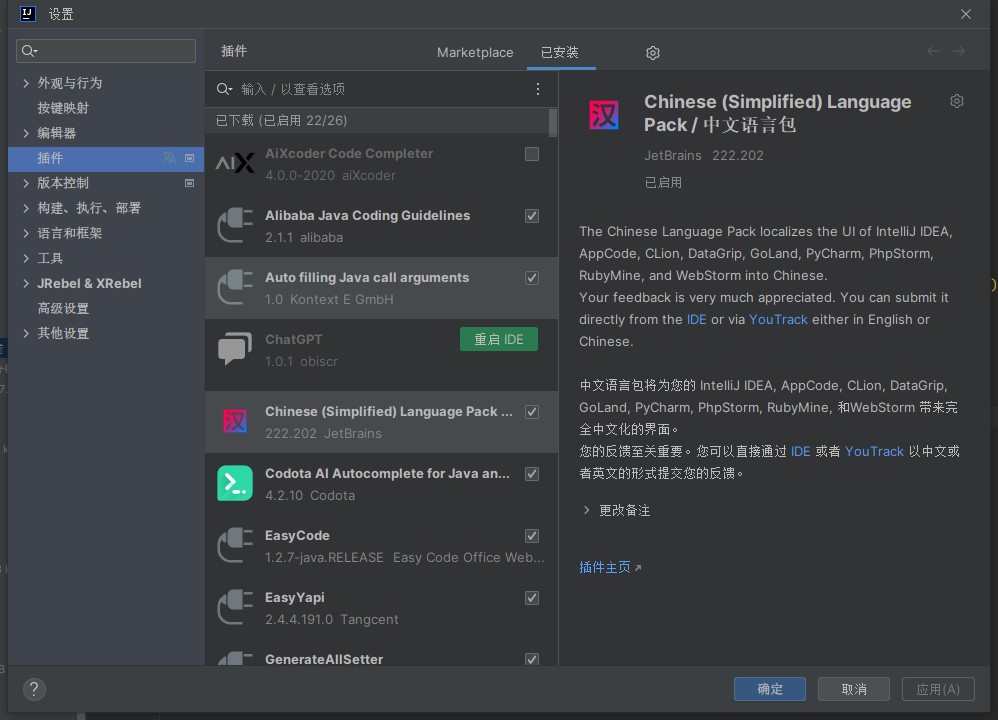 设置
外观与行为
按键映射
编辑器
插件
版本控制
构建、执行、部署
语言和框架
工具
JRebel & XRebel
高级设置
其他设置
插件
Marketplace
已安装
输入 / 以查看选项
已下载 (已启用 22/26)
AiXcoder Code Completer
4.0.0-2020 aiXcoder
Alibaba Java Coding Guidelines
2.1.1 alibaba
Auto filling Java call arguments
1.0 Kontext E GmbH
ChatGPT
重启 IDE
1.0.1 obiscr
Chinese (Simplified) Language Pack ...
222.202 JetBrains
Codota AI Autocomplete for Java an...
4.2.10 Codota
EasyCode
1.2.7-java.RELEASE Easy Code Office Web...
EasyYapi
2.4.4.191.0 Tangcent
GenerateAllSetter
汉
Chinese (Simplified) Language
Pack / 中文语言包
JetBrains 222.202
已启用
The Chinese Language Pack localizes the UI of IntelliJ IDEA,
AppCode, CLion, DataGrip, GoLand, PyCharm, PhpStorm,
RubyMine, and WebStorm into Chinese.
Your feedback is very much appreciated. You can submit it
directly from the IDE or via YouTrack either in English or
Chinese.
中文语言包将为您的 IntelliJ IDEA, AppCode, CLion, DataGrip,
GoLand, PyCharm, PhpStorm, RubyMine, 和WebStorm 带来完
全中文化的界面。
您的反馈至关重要。您可以直接通过 IDE 或者 YouTrack 以中文或
者英文的形式提交您的反馈。
更改备注
插件主页
?
确定
取消
应用(A)